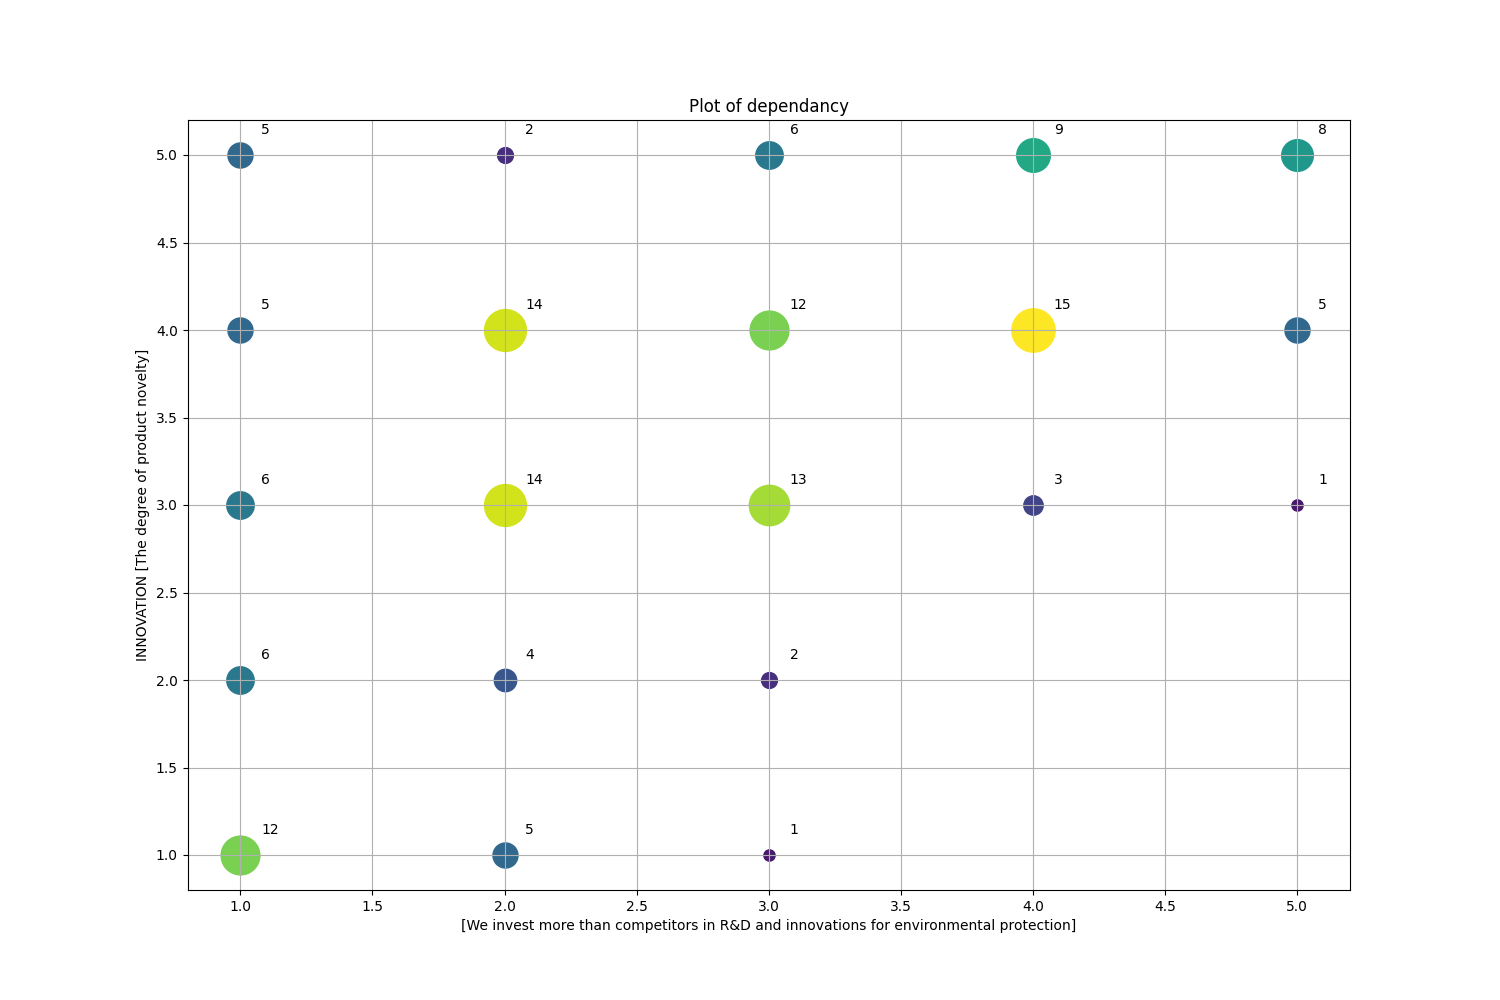 Plot of dependancy
5 2 6 9 8
5.0
4.5
5 14 12 15 5
4.0
3.5
6 14 13 3 1
3.0
2.5
6 4 2
2.0
1.5
12 5 1
1.0
INNOVATION [The degree of product novelty]
1.0 1.5 2.0 2.5 3.0 3.5 4.0 4.5 5.0
[We invest more than competitors in R&D and innovations for environmental protection]